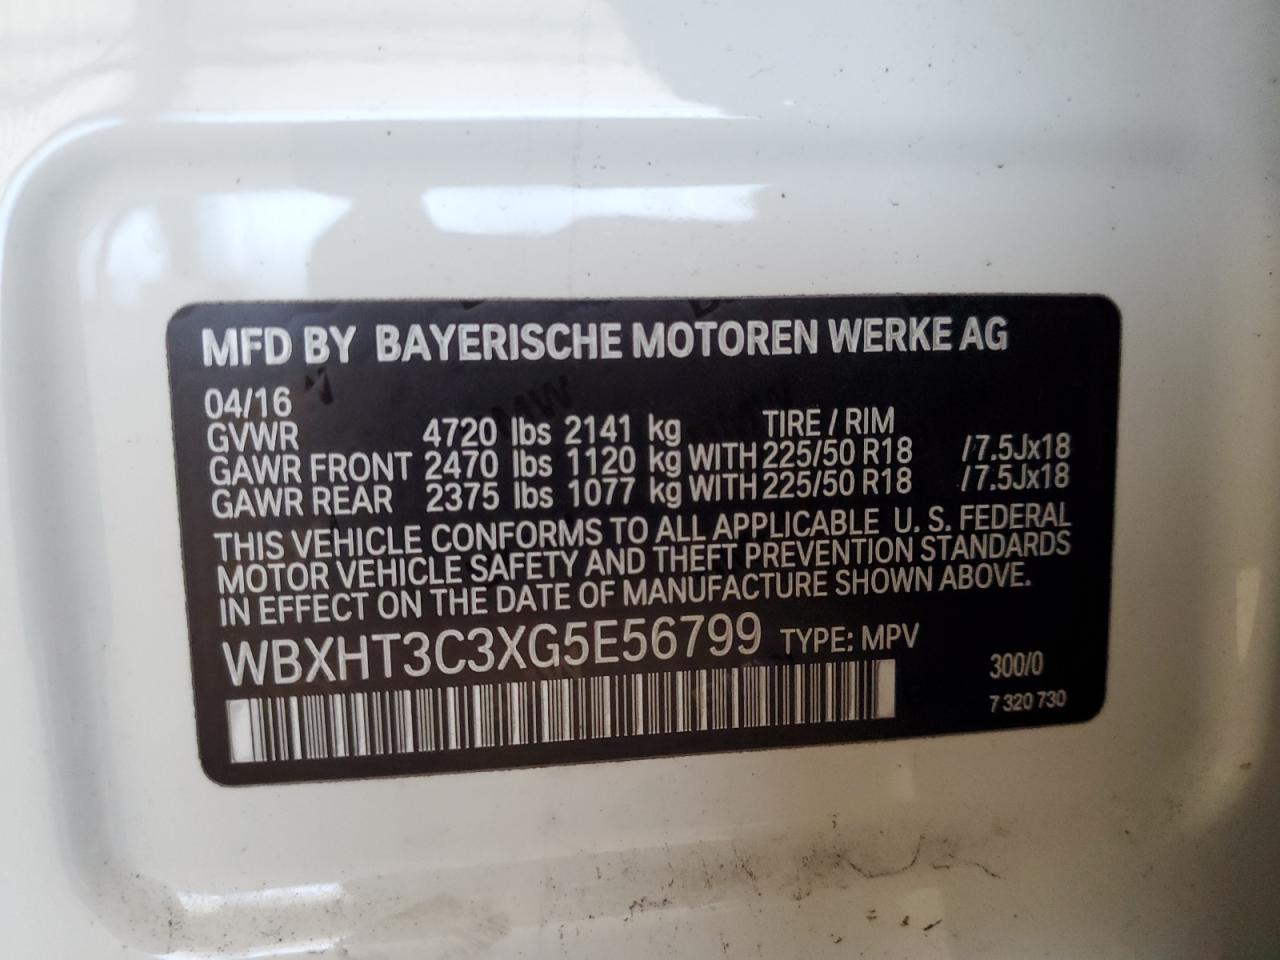 MFD BY BAYERISCHE MOTOREN WERKE AG
04/16
GVWR 4720 lbs 2141 kg TIRE / RIM
GAWR FRONT 2470 lbs 1120 kg WITH 225/50 R18 /7.5Jx18
GAWR REAR 2375 lbs 1077 kg WITH 225/50 R18 /7.5Jx18
THIS VEHICLE CONFORMS TO ALL APPLICABLE U. S. FEDERAL
MOTOR VEHICLE SAFETY AND THEFT PREVENTION STANDARDS
IN EFFECT ON THE DATE OF MANUFACTURE SHOWN ABOVE.
WBXHT3C3XG5E56799 TYPE: MPV
300/0
7 320 730